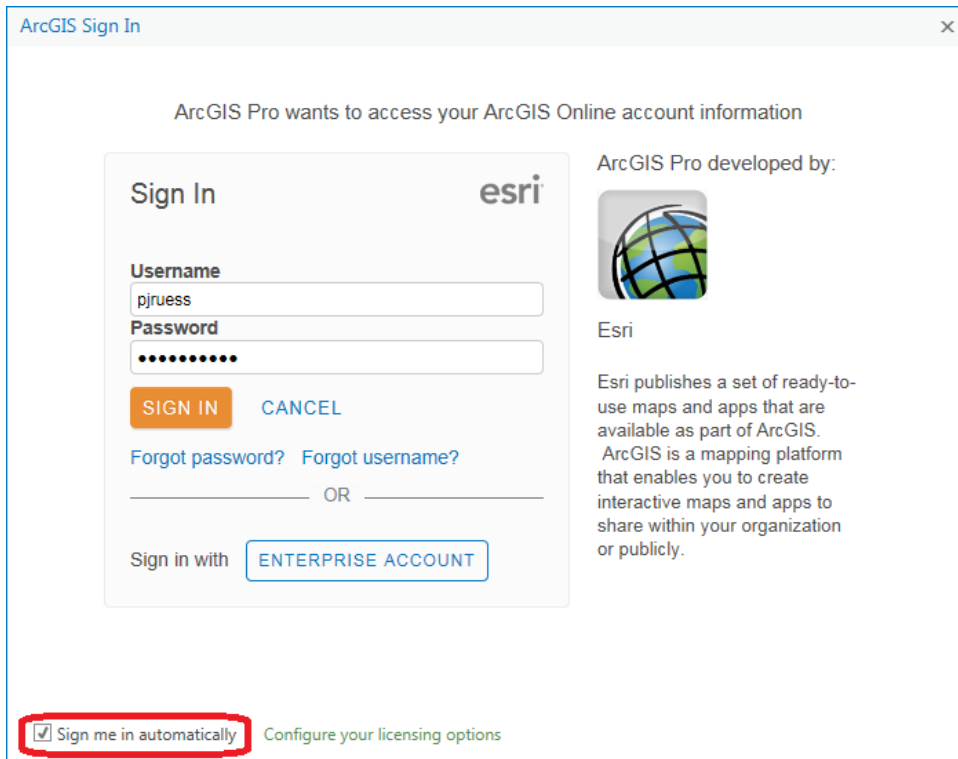 ArcGIS Sign In
ArcGIS Pro wants to access your ArcGIS Online account information
Sign In
esri
Username
pjruess
Password
••••••••••
SIGN IN
CANCEL
Forgot password?
Forgot username?
OR
Sign in with
ENTERPRISE ACCOUNT
ArcGIS Pro developed by:
Esri
Esri publishes a set of ready-to-
use maps and apps that are
available as part of ArcGIS.
ArcGIS is a mapping platform
that enables you to create
interactive maps and apps to
share within your organization
or publicly.
Sign me in automatically
Configure your licensing options